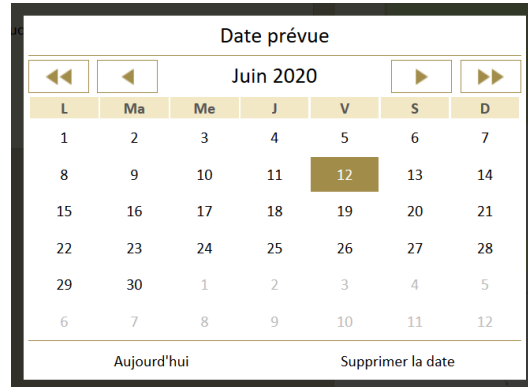 Date prévue
Juin 2020
L Ma Me J V S D
1 2 3 4 5 6 7
8 9 10 11 12 13 14
15 16 17 18 19 20 21
22 23 24 25 26 27 28
29 30 1 2 3 4 5
6 7 8 9 10 11 12
Aujourd'hui Supprimer la date